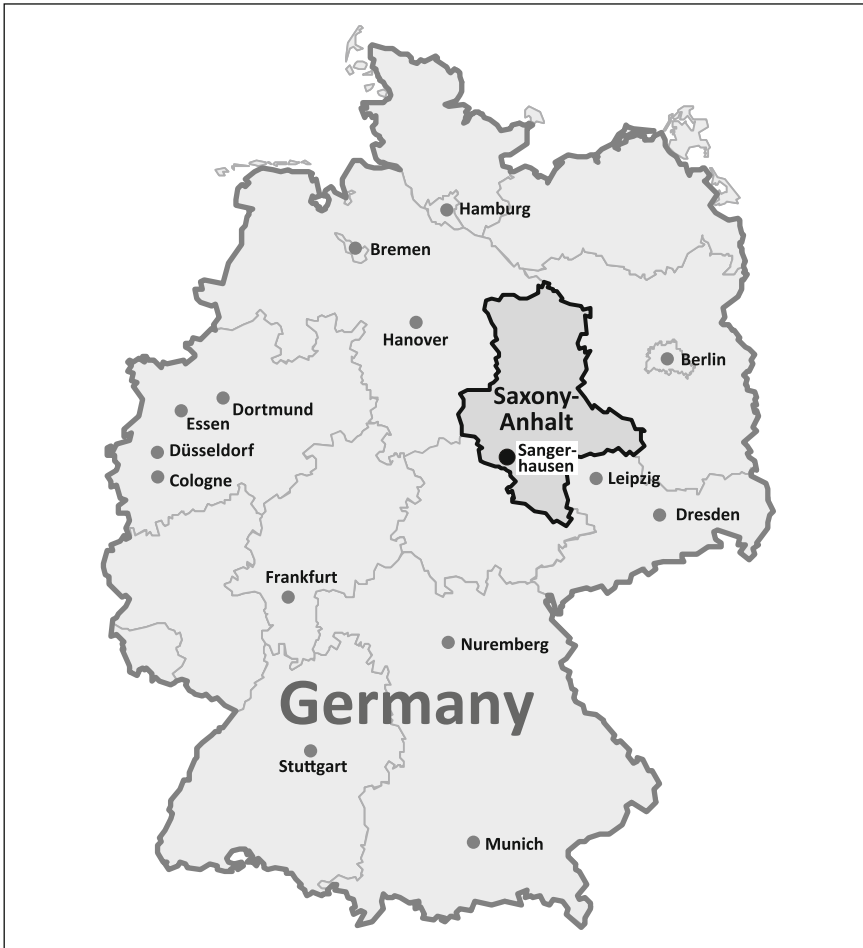 Hamburg
Bremen
Hanover
Berlin
Saxony-
Anhalt
Dortmund
Essen
Düsseldorf
Sanger-
hausen
Cologne
Leipzig
Dresden
Frankfurt
Nuremberg
Germany
Stuttgart
Munich